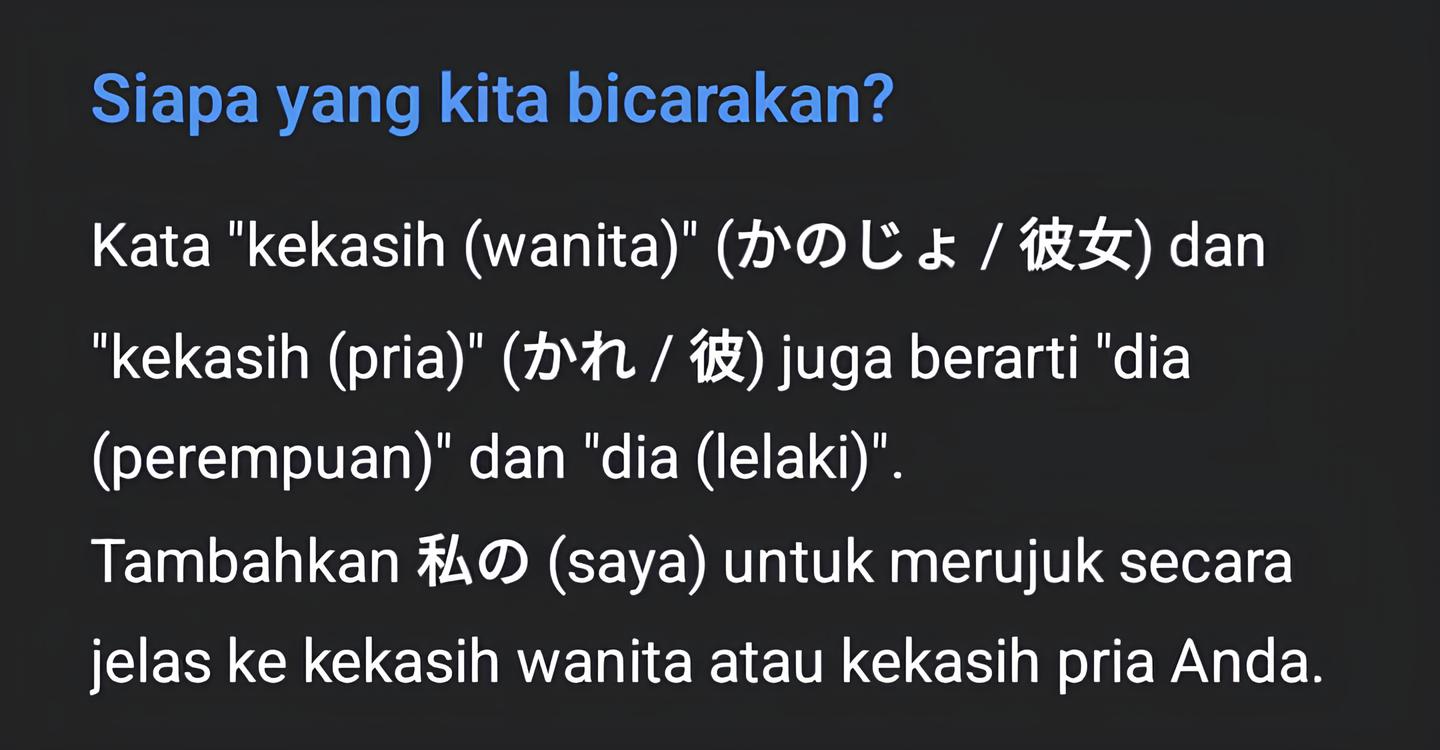 Siapa yang kita bicarakan?
Kata "kekasih (wanita)" (かのじょ / 彼女) dan
"kekasih (pria)" (かれ / 彼) juga berarti "dia
(perempuan)" dan "dia (lelaki)".
Tambahkan 私の (saya) untuk merujuk secara
jelas ke kekasih wanita atau kekasih pria Anda.